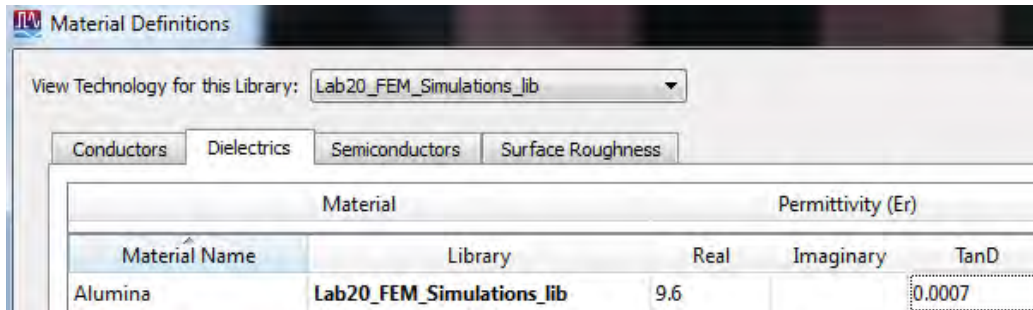 Material Definitions
View Technology for this Library: Lab20_FEM_Simulations_lib
Conductors Dielectrics Semiconductors Surface Roughness
Material Permittivity (Er)
Material Name Library Real Imaginary TanD
Alumina Lab20_FEM_Simulations_lib 9.6 0.0007